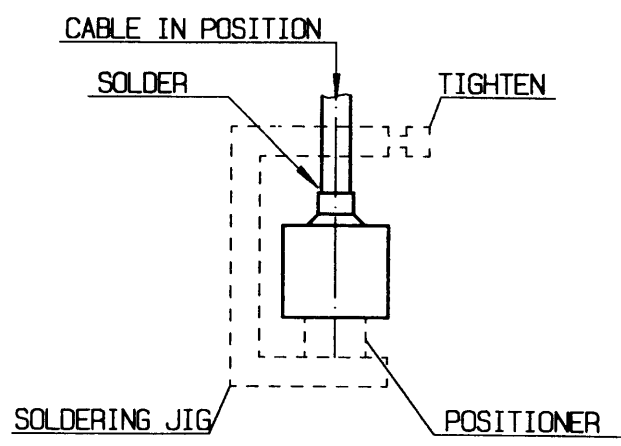 CABLE IN POSITION
SOLDER
TIGHTEN
SOLDERING JIG
POSITIONER